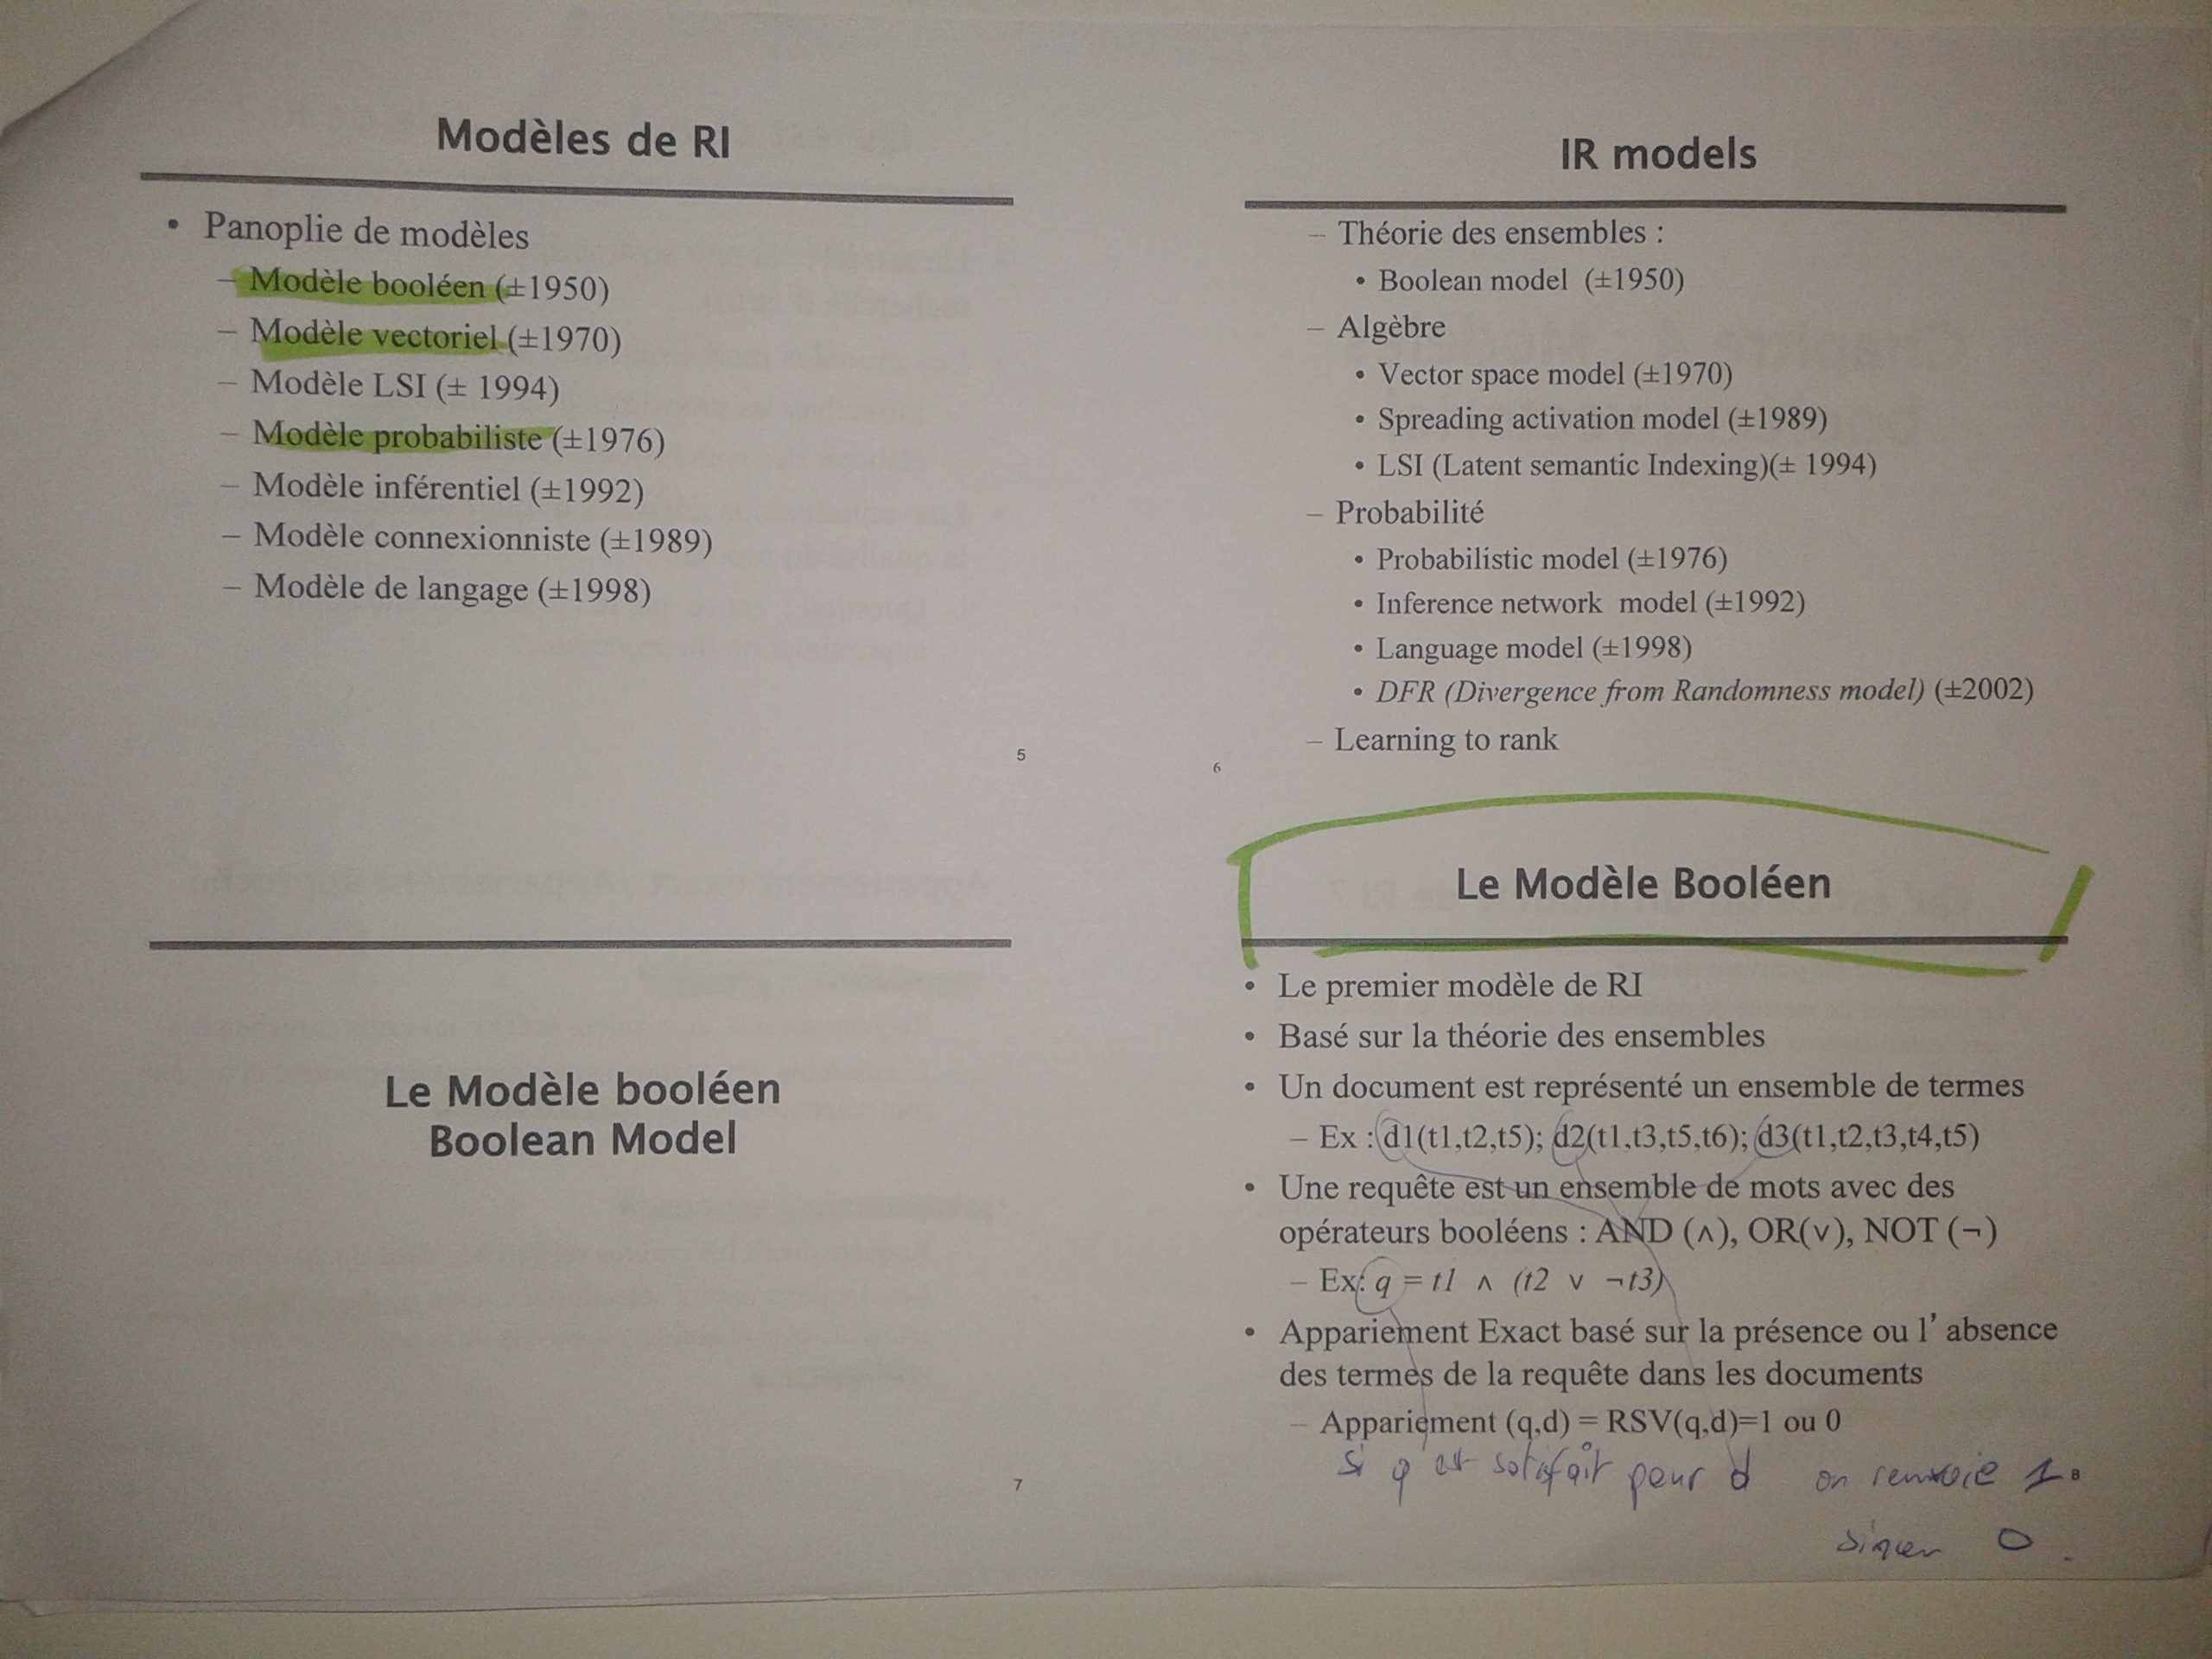 Modèles de RI
• Panoplie de modèles
– Modèle booléen (±1950)
– Modèle vectoriel (±1970)
– Modèle LSI (± 1994)
– Modèle probabiliste (±1976)
– Modèle inférentiel (±1992)
– Modèle connexionniste (±1989)
– Modèle de langage (±1998)
5
IR models
– Théorie des ensembles :
• Boolean model (±1950)
– Algèbre
• Vector space model (±1970)
• Spreading activation model (±1989)
• LSI (Latent semantic Indexing)(± 1994)
– Probabilité
• Probabilistic model (±1976)
• Inference network model (±1992)
• Language model (±1998)
• DFR (Divergence from Randomness model) (±2002)
– Learning to rank
6
Le Modèle booléen
Boolean Model
7
Le Modèle Booléen
• Le premier modèle de RI
• Basé sur la théorie des ensembles
• Un document est représenté un ensemble de termes
– Ex : d1(t1,t2,t5); d2(t1,t3,t5,t6); d3(t1,t2,t3,t4,t5)
• Une requête est un ensemble de mots avec des
opérateurs booléens : AND (∧), OR(∨), NOT (¬)
– Ex: q = t1 ∧ (t2 ∨ ¬t3)
• Appariement Exact basé sur la présence ou l' absence
des termes de la requête dans les documents
– Appariement (q,d) = RSV(q,d)=1 ou 0
si q est satisfait pour d on renvoie 1
8
sinon 0.